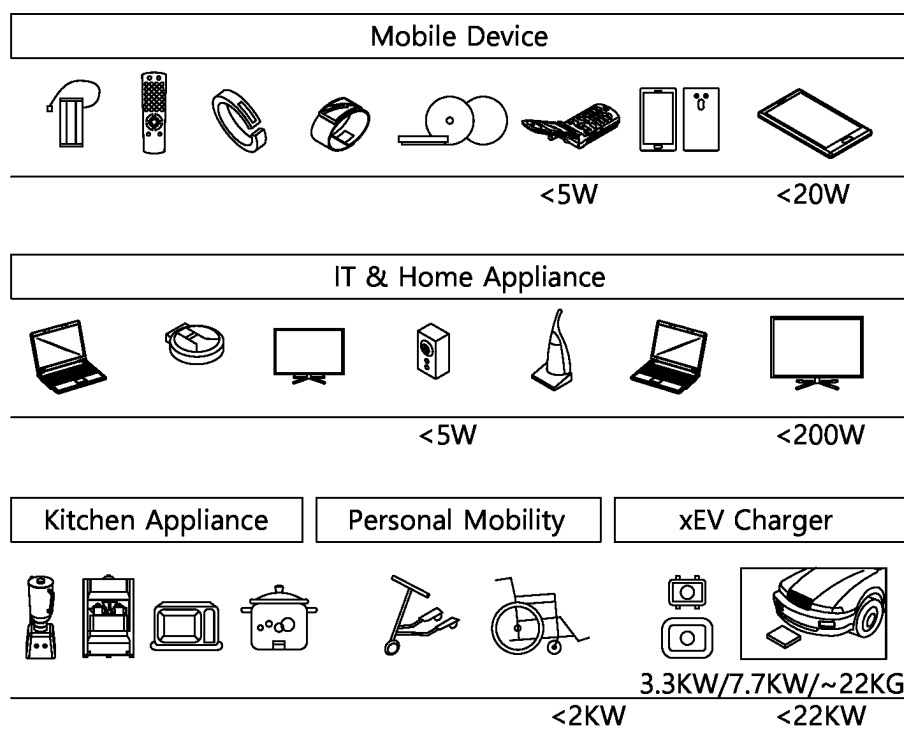 Mobile Device
<5W <20W
IT & Home Appliance
<5W <200W
Kitchen Appliance Personal Mobility xEV Charger
3.3KW/7.7KW/~22KG
<2KW <22KW